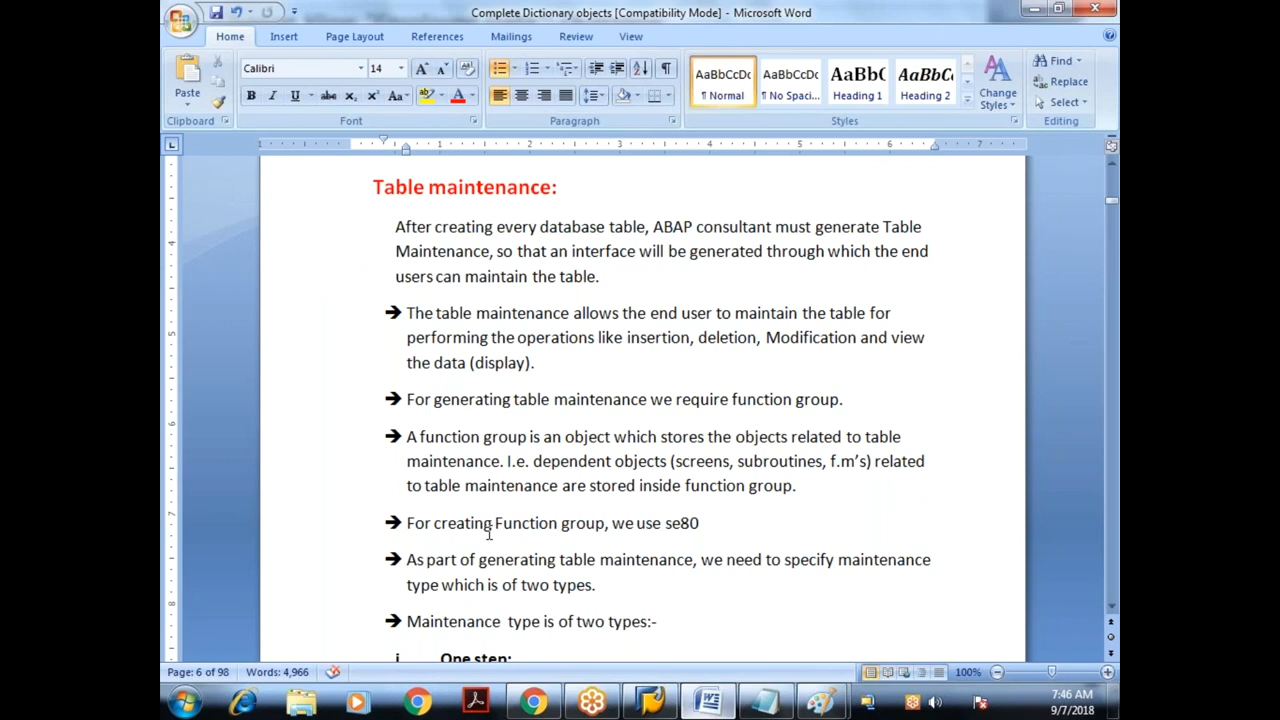 Complete Dictionary objects [Compatibility Mode] - Microsoft Word
Home Insert Page Layout References Mailings Review View
Calibri 14
Paste
AaBbCcDc AaBbCcDc AaBbC AaBbC
¶ Normal ¶ No Spaci... Heading 1 Heading 2
Change Styles
Find
Replace
Select
Clipboard Font Paragraph Styles Editing
1 1 2 3 4 5 6 7
Table maintenance:
After creating every database table, ABAP consultant must generate Table
Maintenance, so that an interface will be generated through which the end
users can maintain the table.
➔ The table maintenance allows the end user to maintain the table for
performing the operations like insertion, deletion, Modification and view
the data (display).
➔ For generating table maintenance we require function group.
➔ A function group is an object which stores the objects related to table
maintenance. I.e. dependent objects (screens, subroutines, f.m's) related
to table maintenance are stored inside function group.
➔ For creating Function group, we use se80
➔ As part of generating table maintenance, we need to specify maintenance
type which is of two types.
➔ Maintenance type is of two types:-
i One step:
Page: 6 of 98 Words: 4,966 100%
7:46 AM
9/7/2018